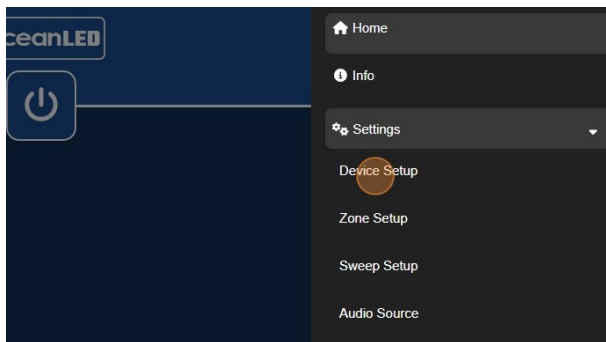 ceanLED
Home
Info
Settings
Device Setup
Zone Setup
Sweep Setup
Audio Source